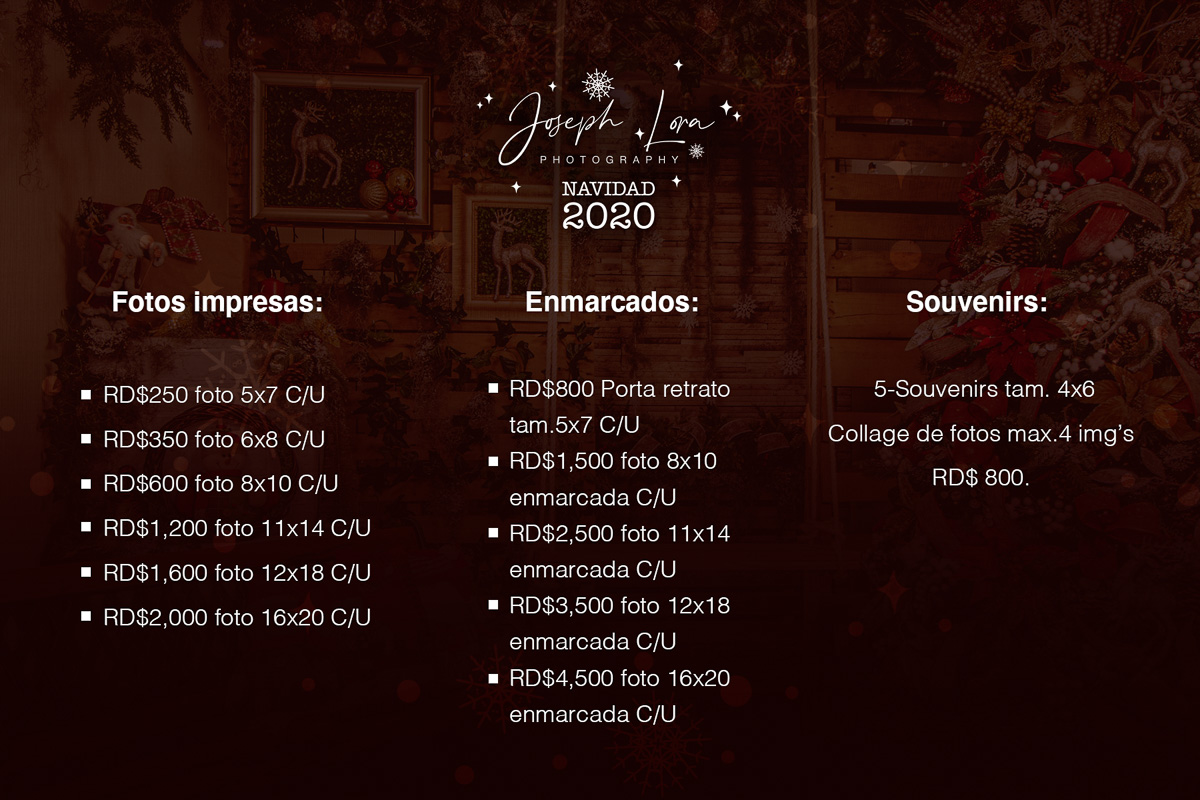 Joseph Lora
PHOTOGRAPHY
NAVIDAD
2020
Fotos impresas:
▪ RD$250 foto 5x7 C/U
▪ RD$350 foto 6x8 C/U
▪ RD$600 foto 8x10 C/U
▪ RD$1,200 foto 11x14 C/U
▪ RD$1,600 foto 12x18 C/U
▪ RD$2,000 foto 16x20 C/U
Enmarcados:
▪ RD$800 Porta retrato
tam.5x7 C/U
▪ RD$1,500 foto 8x10
enmarcada C/U
▪ RD$2,500 foto 11x14
enmarcada C/U
▪ RD$3,500 foto 12x18
enmarcada C/U
▪ RD$4,500 foto 16x20
enmarcada C/U
Souvenirs:
5-Souvenirs tam. 4x6
Collage de fotos max.4 img’s
RD$ 800.